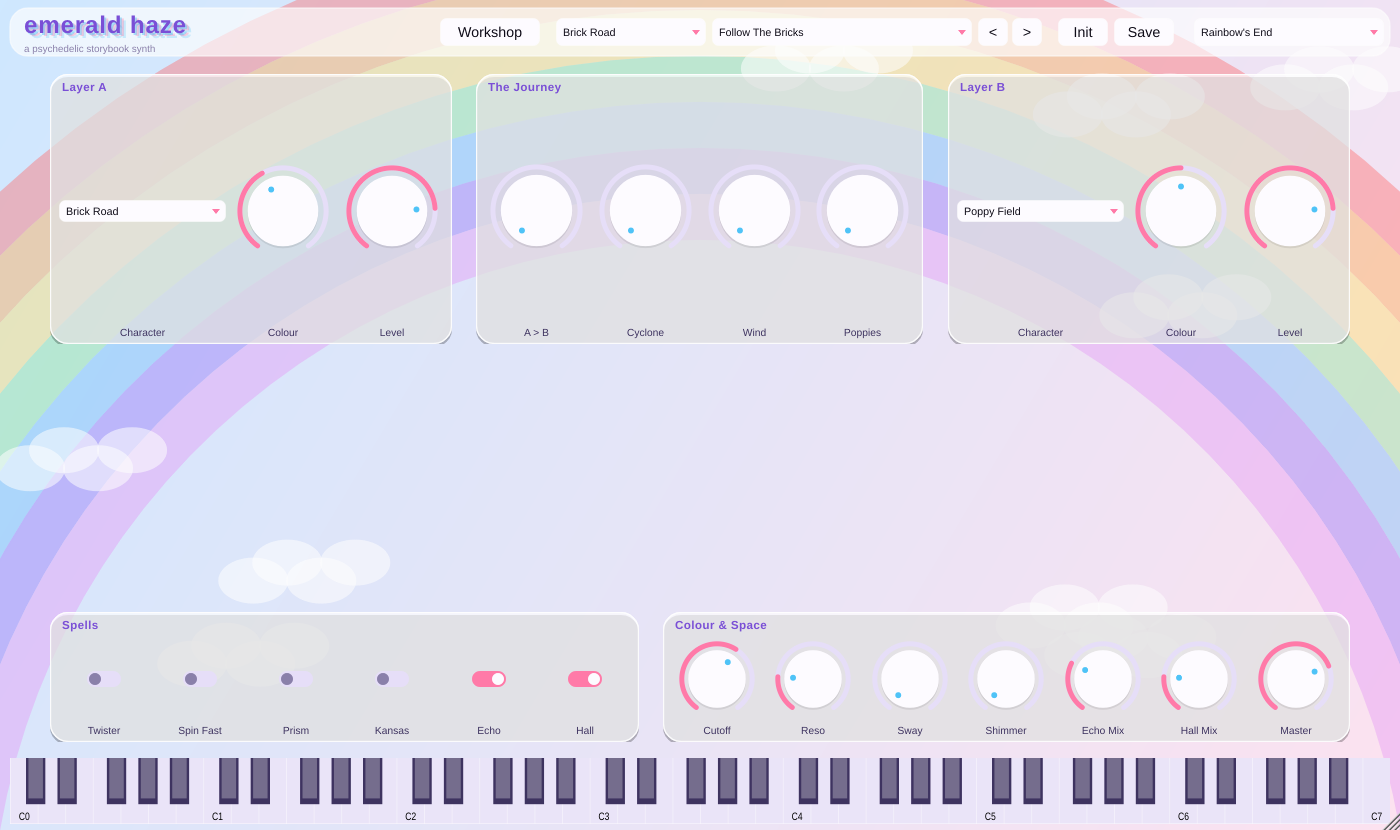 emerald haze
a psychedelic storybook synth
Workshop
Brick Road
Follow The Bricks
<
>
Init
Save
Rainbow's End
Layer A
Brick Road
Character
Colour
Level
The Journey
A > B
Cyclone
Wind
Poppies
Layer B
Poppy Field
Character
Colour
Level
Spells
Twister
Spin Fast
Prism
Kansas
Echo
Hall
Colour & Space
Cutoff
Reso
Sway
Shimmer
Echo Mix
Hall Mix
Master
C0
C1
C2
C3
C4
C5
C6
C7